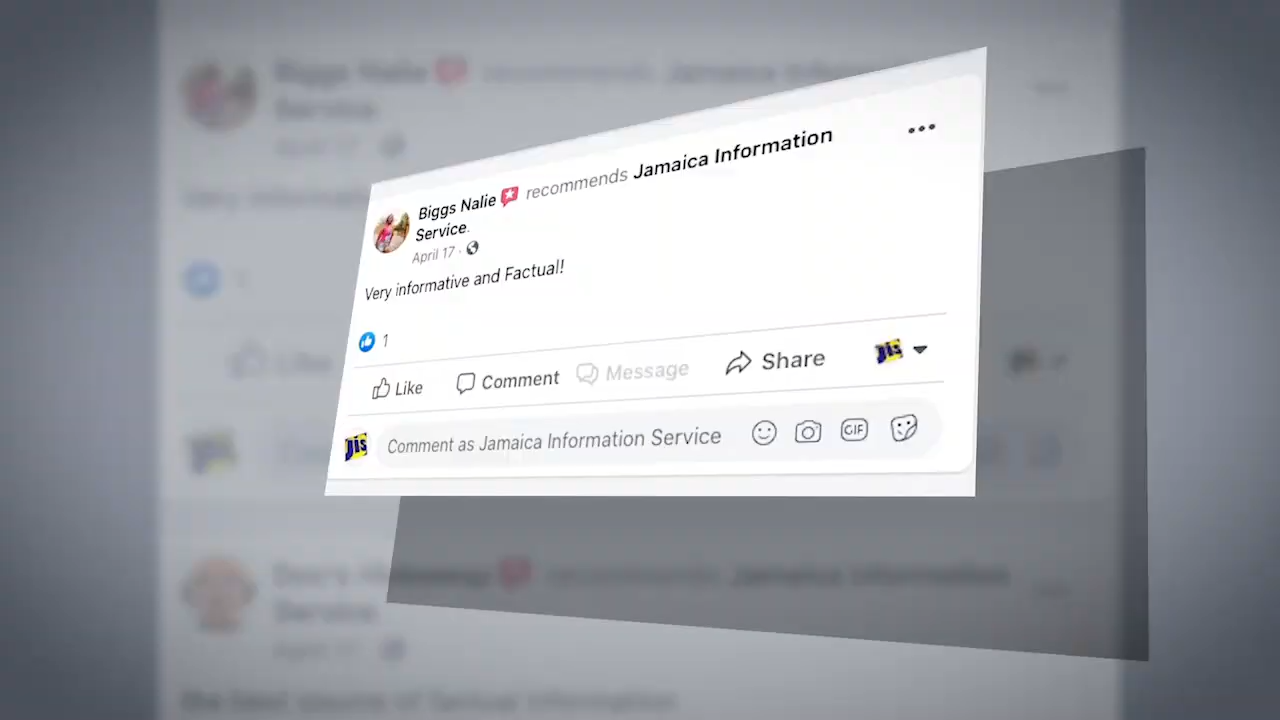 Biggs Nalie recommends Jamaica Information
Service.
April 17 ·
Very informative and Factual!
1
Like Comment Message Share JIS
JIS Comment as Jamaica Information Service GIF